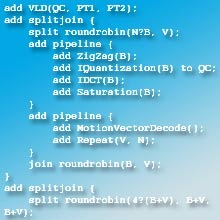 add VLD(QC, PT1, PT2);
add splitjoin {
split roundrobin(N?B, V);
add pipeline {
add ZigZag(B);
add IQuantization(B) to QC;
add IDCT(B);
add Saturation(B);
}
add pipeline {
add MotionVectorDecode();
add Repeat(V, N);
}
join roundrobin(B, V);
}
add splitjoin {
split roundrobin(4?(B+V), B+V,
B+V);